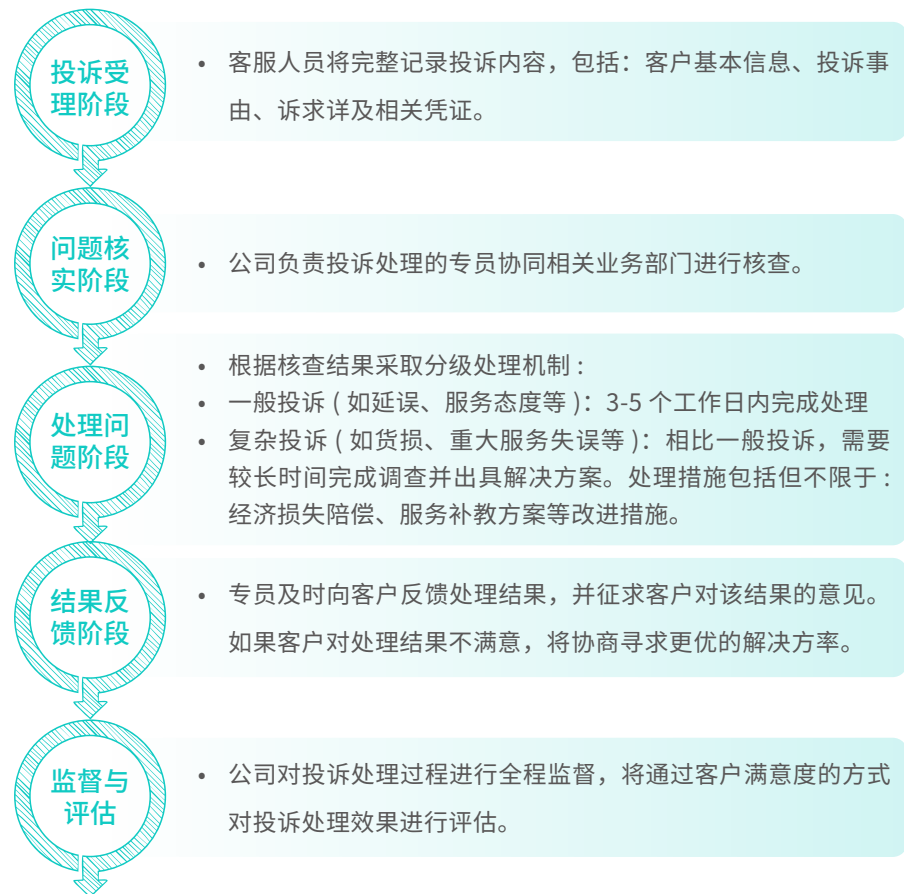 投诉受
理阶段
• 客服人员将完整记录投诉内容，包括：客户基本信息、投诉事
由、诉求详及相关凭证。
问题核
实阶段
• 公司负责投诉处理的专员协同相关业务部门进行核查。
处理问
题阶段
• 根据核查结果采取分级处理机制 :
• 一般投诉 ( 如延误、服务态度等 )：3-5 个工作日内完成处理
• 复杂投诉 ( 如货损、重大服务失误等 )：相比一般投诉，需要
较长时间完成调查并出具解决方案。处理措施包括但不限于 :
经济损失陪偿、服务补教方案等改进措施。
结果反
馈阶段
• 专员及时向客户反馈处理结果，并征求客户对该结果的意见。
如果客户对处理结果不满意，将协商寻求更优的解决方率。
监督与
评估
• 公司对投诉处理过程进行全程监督，将通过客户满意度的方式
对投诉处理效果进行评估。